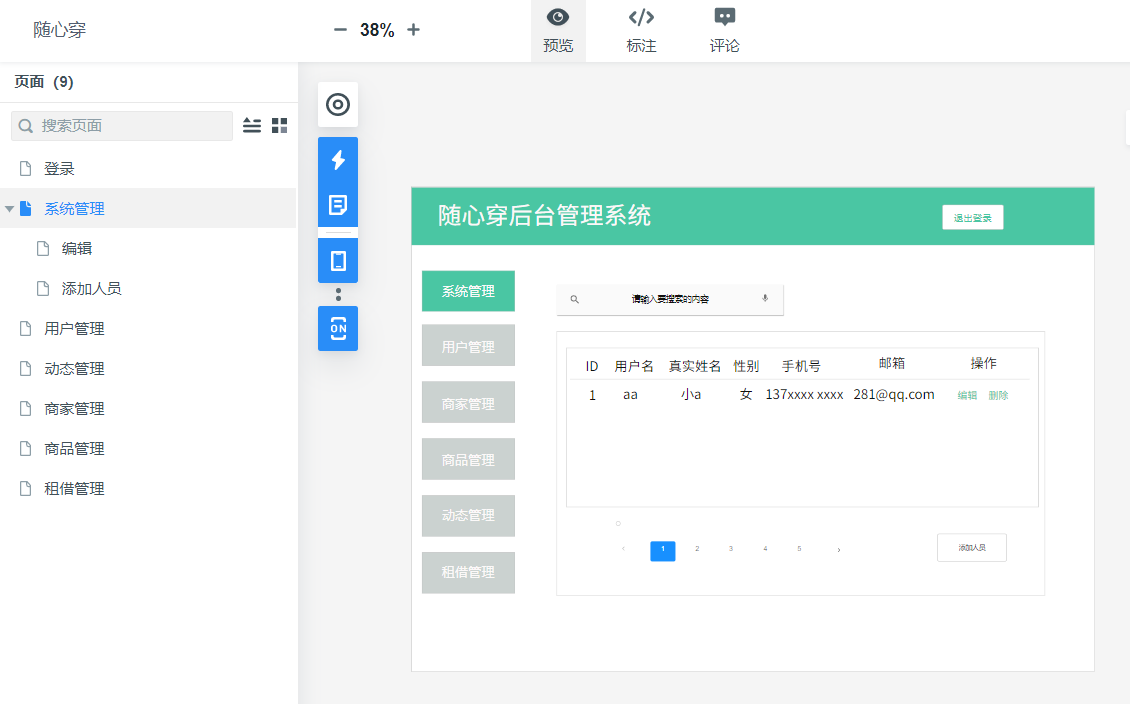 随心穿
38%
预览
标注
评论
页面 (9)
搜索页面
登录
系统管理
编辑
添加人员
用户管理
动态管理
商家管理
商品管理
租借管理
ON
随心穿后台管理系统
退出登录
系统管理
用户管理
商家管理
商品管理
动态管理
租借管理
请输入要搜索的内容
ID 用户名 真实姓名 性别 手机号 邮箱 操作
1 aa 小a 女 137xxxx xxxx 281@qq.com 编辑 删除
1 2 3 4 5
添加人员